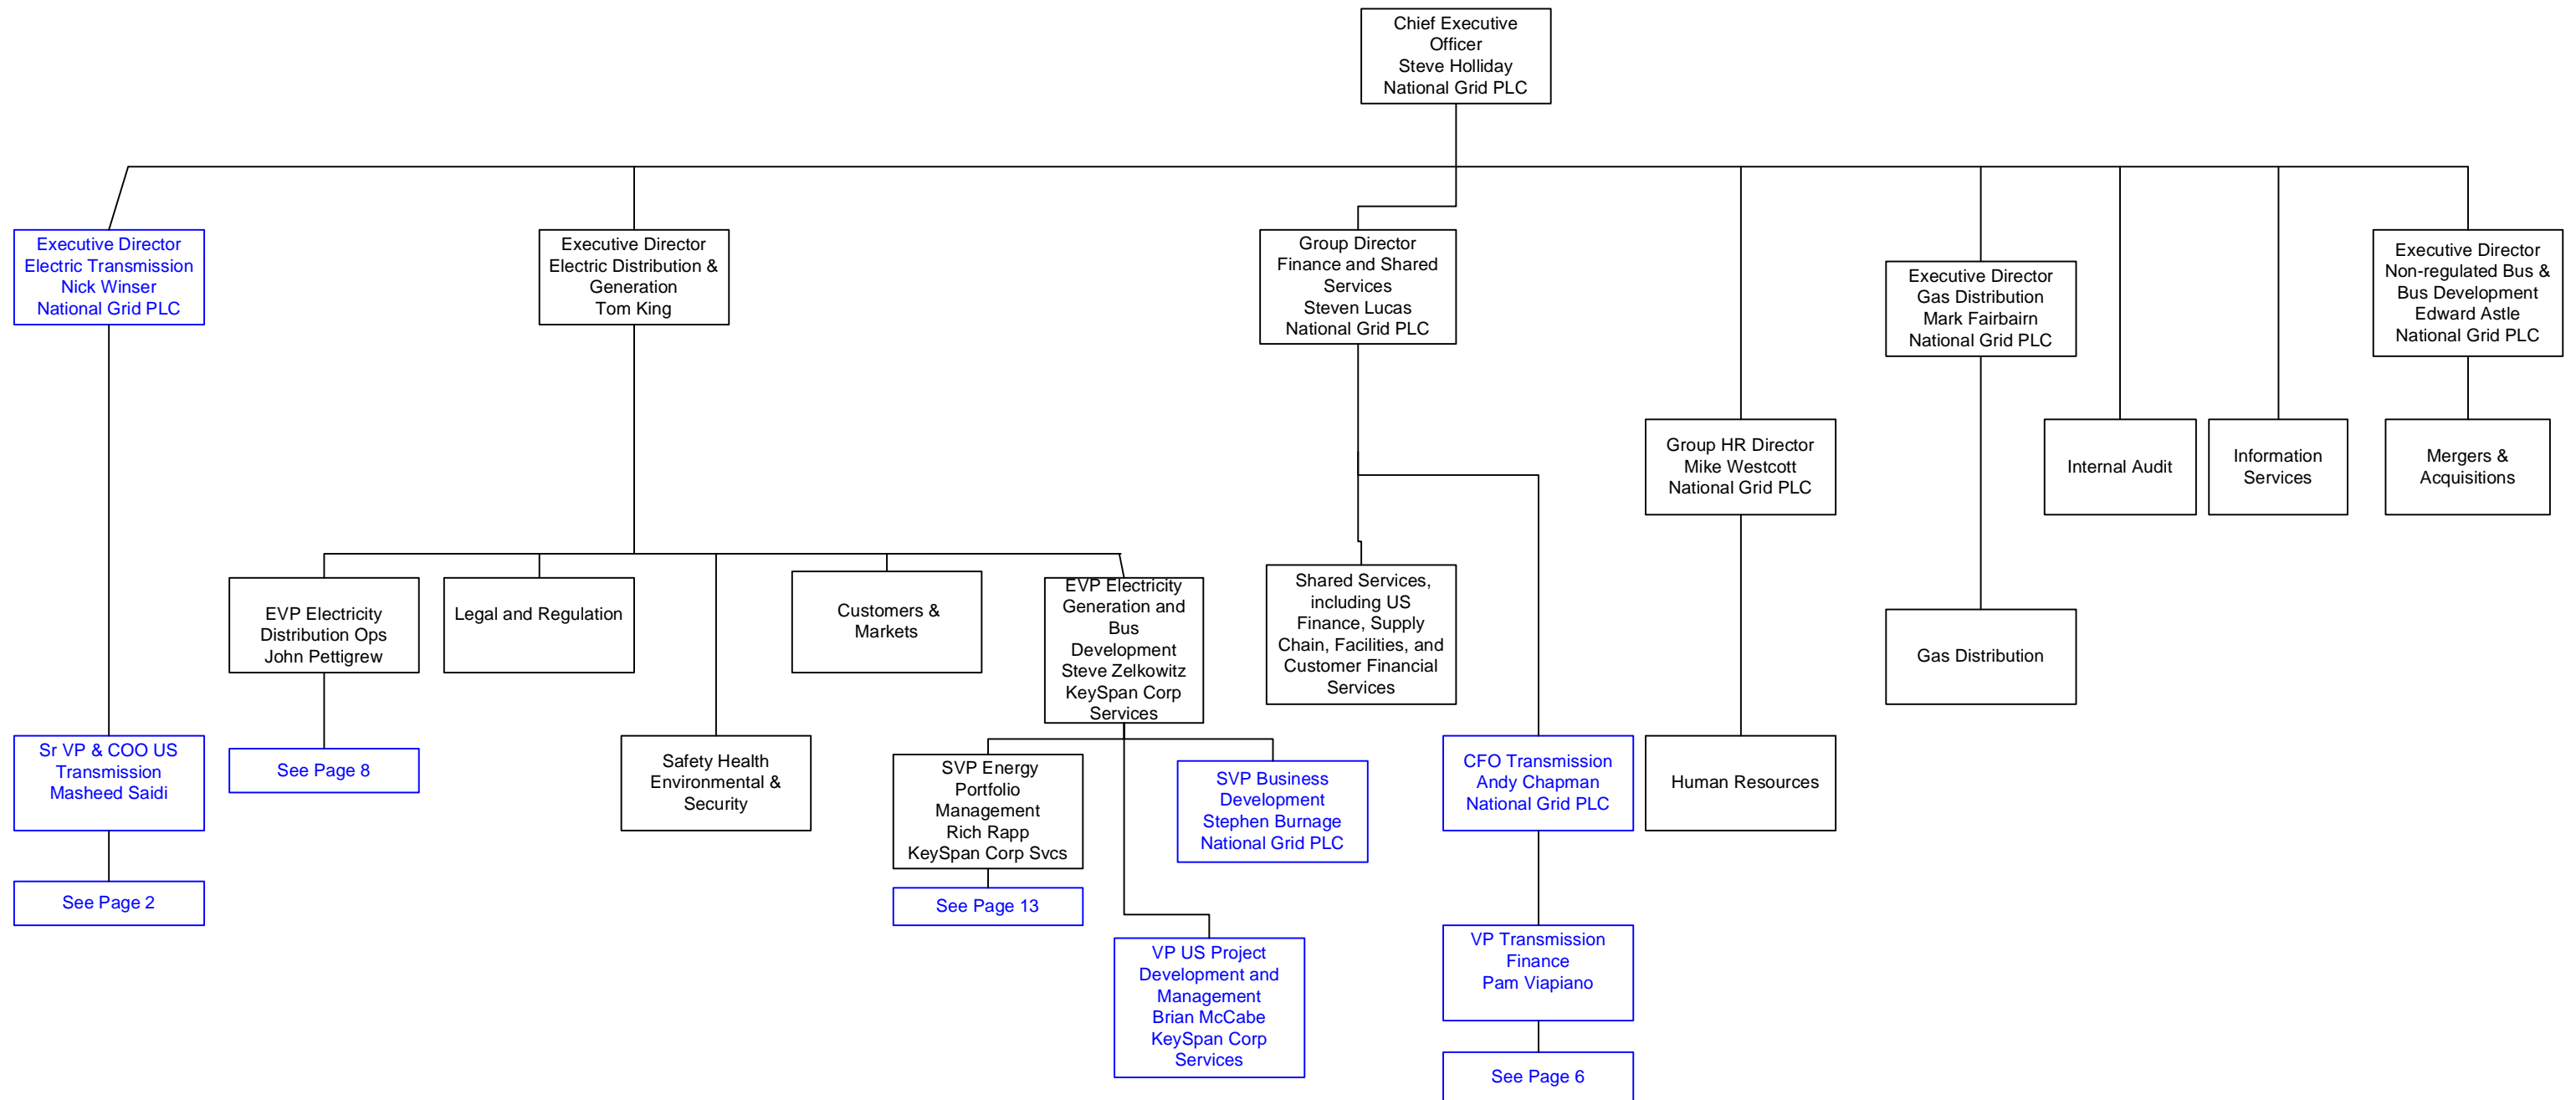 Chief Executive
Officer
Steve Holliday
National Grid PLC
Executive Director
Electric Transmission
Nick Winser
National Grid PLC
Executive Director
Electric Distribution &
Generation
Tom King
Group Director
Finance and Shared
Services
Steven Lucas
National Grid PLC
Executive Director
Gas Distribution
Mark Fairbairn
National Grid PLC
Executive Director
Non-regulated Bus &
Bus Development
Edward Astle
National Grid PLC
Group HR Director
Mike Westcott
National Grid PLC
Internal Audit
Information
Services
Mergers &
Acquisitions
EVP Electricity
Distribution Ops
John Pettigrew
Legal and Regulation
Customers &
Markets
EVP Electricity
Generation and
Bus
Development
Steve Zelkowitz
KeySpan Corp
Services
Shared Services,
including US
Finance, Supply
Chain, Facilities, and
Customer Financial
Services
Gas Distribution
Sr VP & COO US
Transmission
Masheed Saidi
See Page 8
Safety Health
Environmental &
Security
SVP Energy
Portfolio
Management
Rich Rapp
KeySpan Corp Svcs
SVP Business
Development
Stephen Burnage
National Grid PLC
CFO Transmission
Andy Chapman
National Grid PLC
Human Resources
See Page 2
See Page 13
VP US Project
Development and
Management
Brian McCabe
KeySpan Corp
Services
VP Transmission
Finance
Pam Viapiano
See Page 6